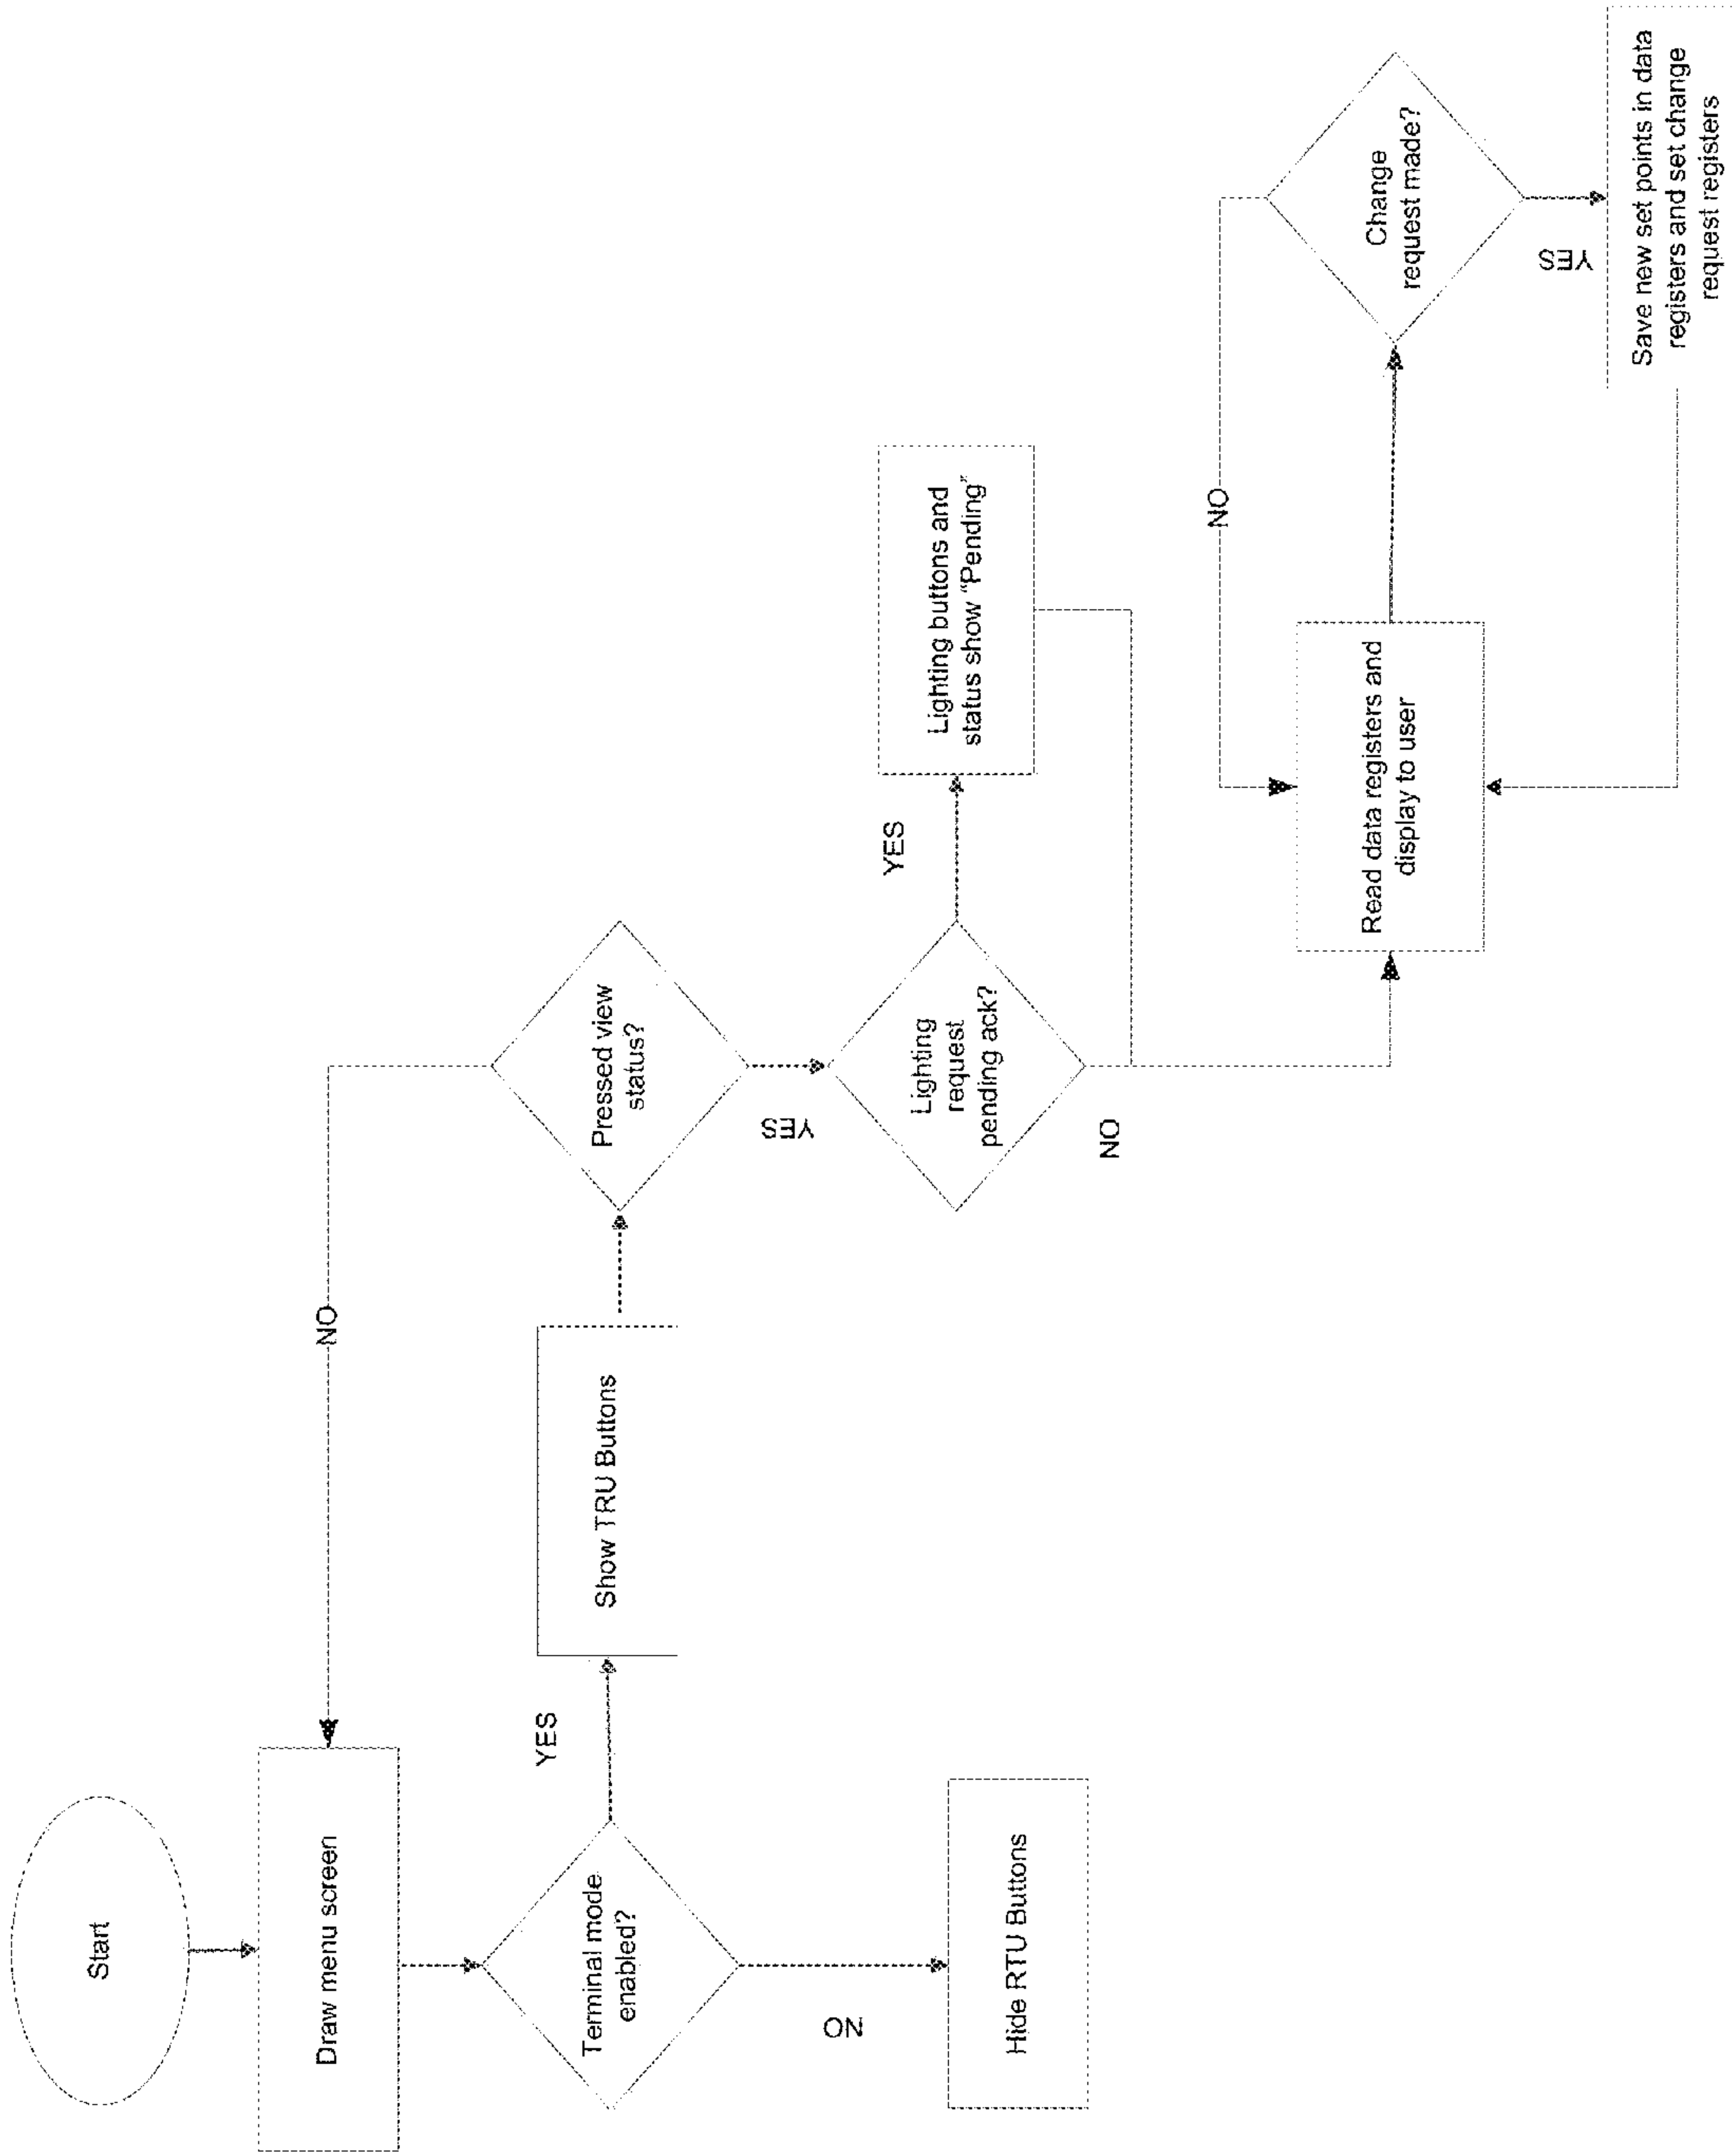 Start
Draw menu screen
NO
Terminal mode
enabled?
YES
Show TRU Buttons
NO
Hide RTU Buttons
Pressed view
status?
YES
Lighting
request
pending ack?
YES
Lighting buttons and
status show “Pending”
NO
Read data registers and
display to user
NO
Change
request made?
YES
Save new set points in data
registers and set change
request registers